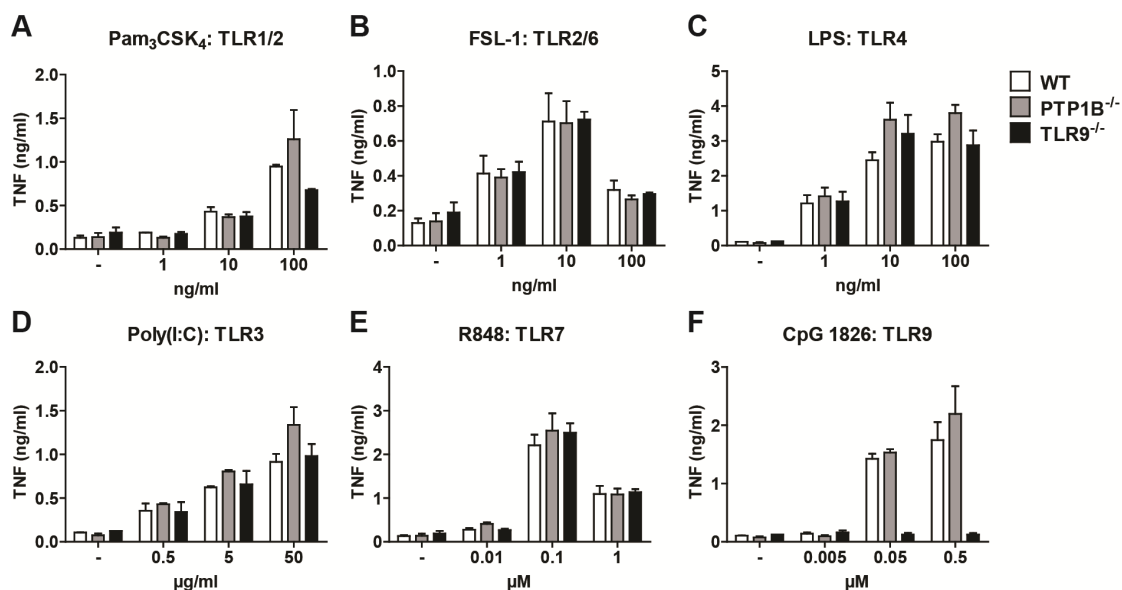 A
Pam₃CSK₄: TLR1/2
TNF (ng/ml)
2.0
1.5
1.0
0.5
0.0
- 1 10 100
ng/ml
B
FSL-1: TLR2/6
TNF (ng/ml)
1.0
0.8
0.6
0.4
0.2
0.0
- 1 10 100
ng/ml
C
LPS: TLR4
TNF (ng/ml)
5
4
3
2
1
0
- 1 10 100
ng/ml
WT
PTP1B⁻/⁻
TLR9⁻/⁻
D
Poly(I:C): TLR3
TNF (ng/ml)
2.0
1.5
1.0
0.5
0.0
- 0.5 5 50
µg/ml
E
R848: TLR7
TNF (ng/ml)
4
3
2
1
0
- 0.01 0.1 1
µM
F
CpG 1826: TLR9
TNF (ng/ml)
3
2
1
0
- 0.005 0.05 0.5
µM